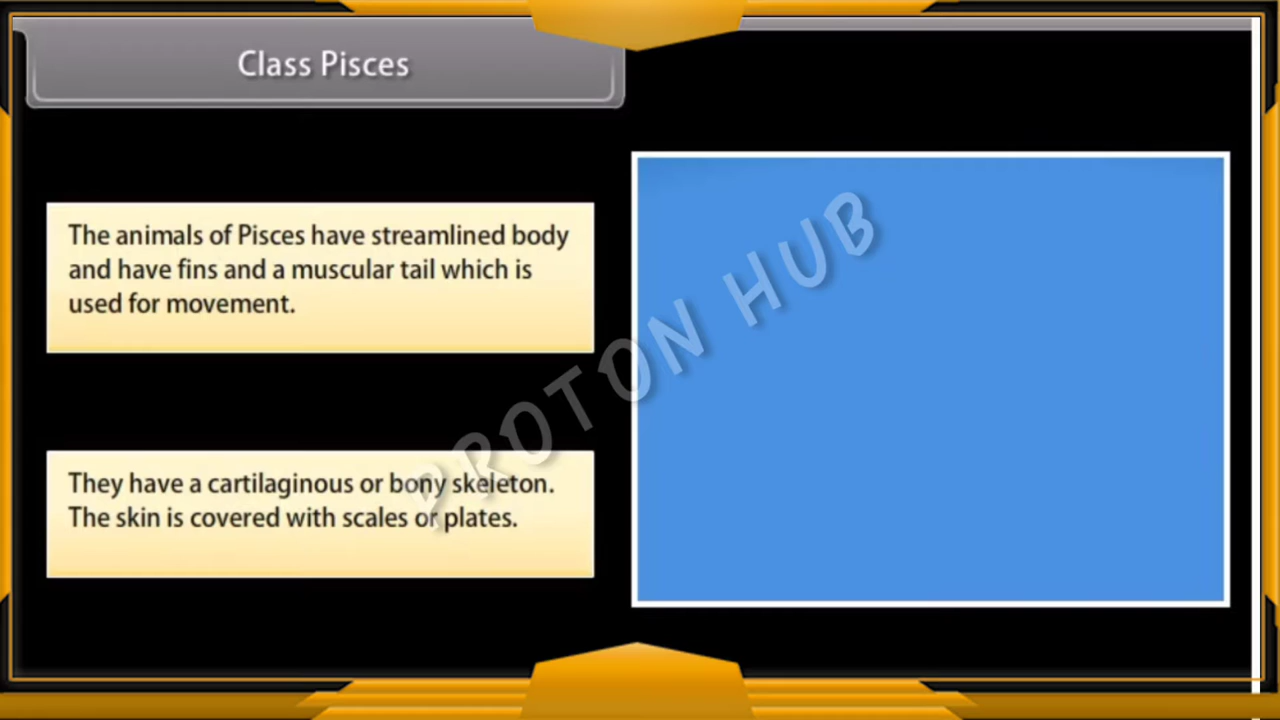 Class Pisces
The animals of Pisces have streamlined body
and have fins and a muscular tail which is
used for movement.
They have a cartilaginous or bony skeleton.
The skin is covered with scales or plates.
PROTON HUB